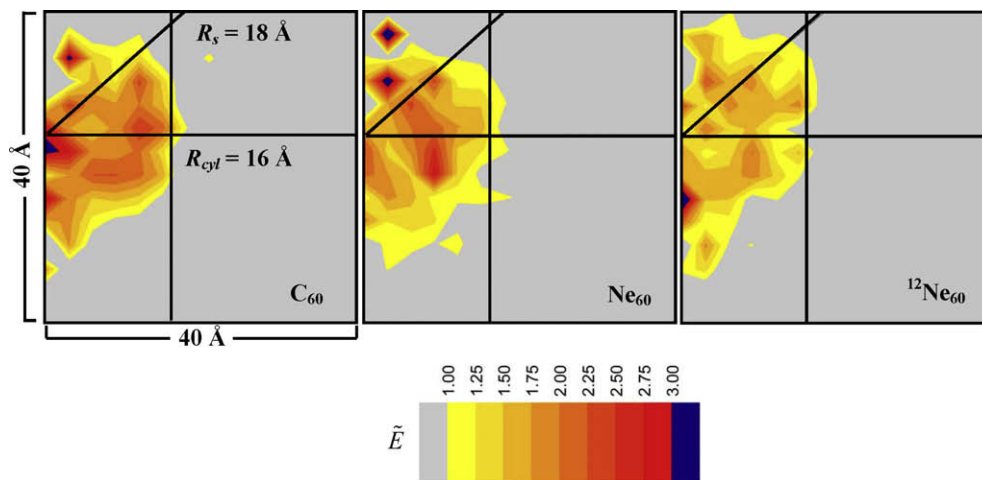 R_s = 18 Å
R_cyl = 16 Å
40 Å
C₆₀
Ne₆₀
¹²Ne₆₀
40 Å
1.00 1.25 1.50 1.75 2.00 2.25 2.50 2.75 3.00
Ẽ